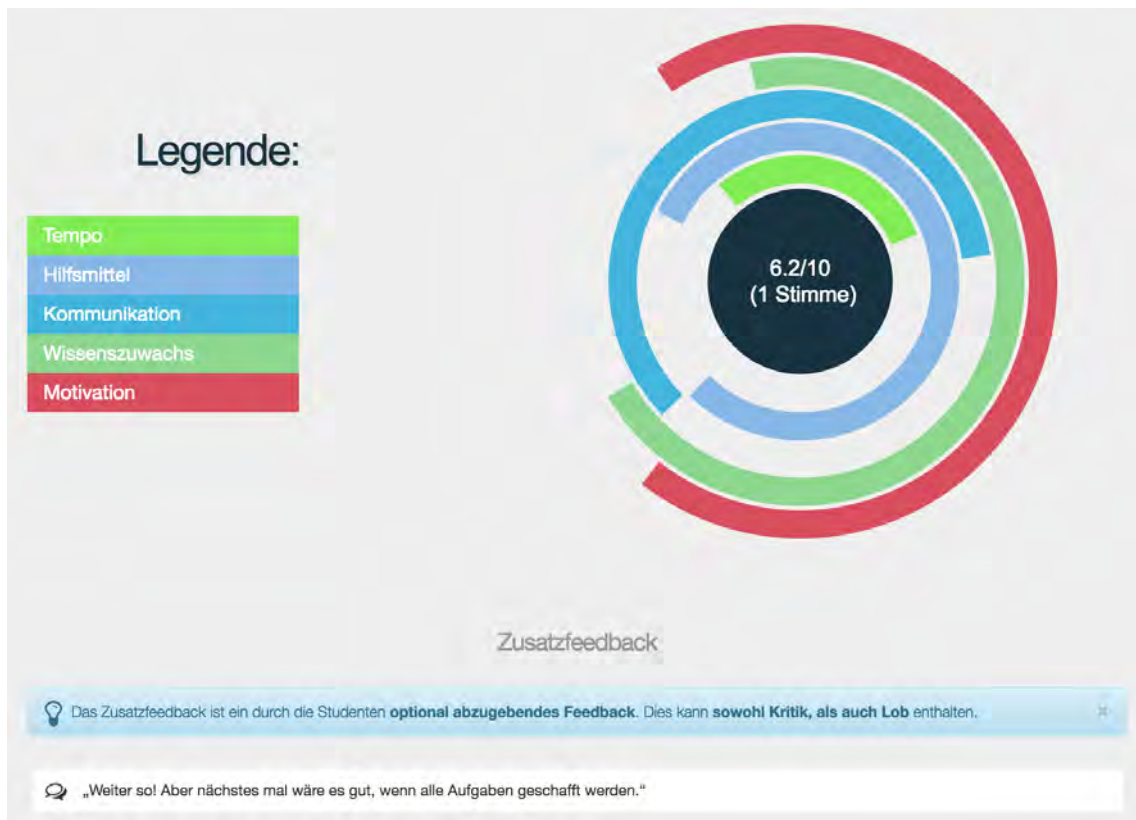 Legende:
Tempo
Hilfsmittel
Kommunikation
Wissenszuwachs
Motivation
6.2/10
(1 Stimme)
Zusatzfeedback
Das Zusatzfeedback ist ein durch die Studenten optional abzugebendes Feedback. Dies kann sowohl Kritik, als auch Lob enthalten.
„Weiter so! Aber nächstes mal wäre es gut, wenn alle Aufgaben geschafft werden.“